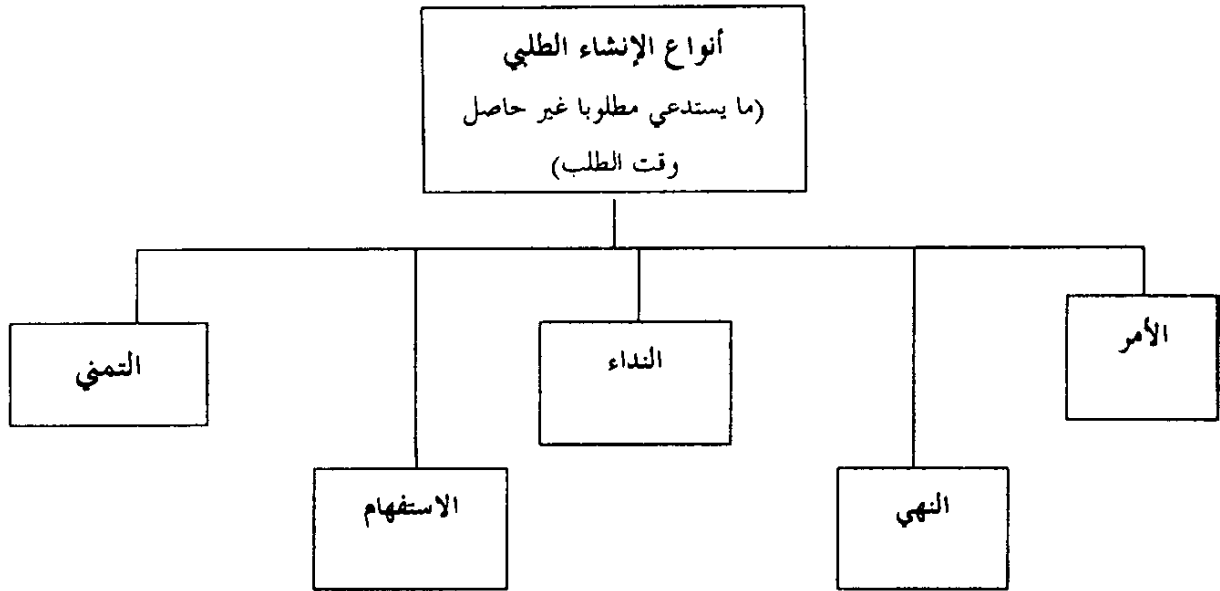 أنواع الإنشاء الطلبي
(ما يستدعي مطلوبا غير حاصل
وقت الطلب)
الأمر
النداء
التمني
النهي
الاستفهام